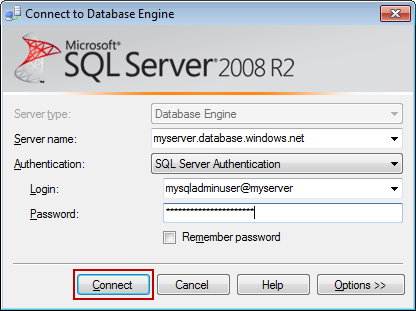 Connect to Database Engine
Microsoft®
SQL Server® 2008 R2
Server type: Database Engine
Server name: myserver.database.windows.net
Authentication: SQL Server Authentication
Login: mysqladminuser@myserver
Password: **********************
Remember password
Connect Cancel Help Options >>